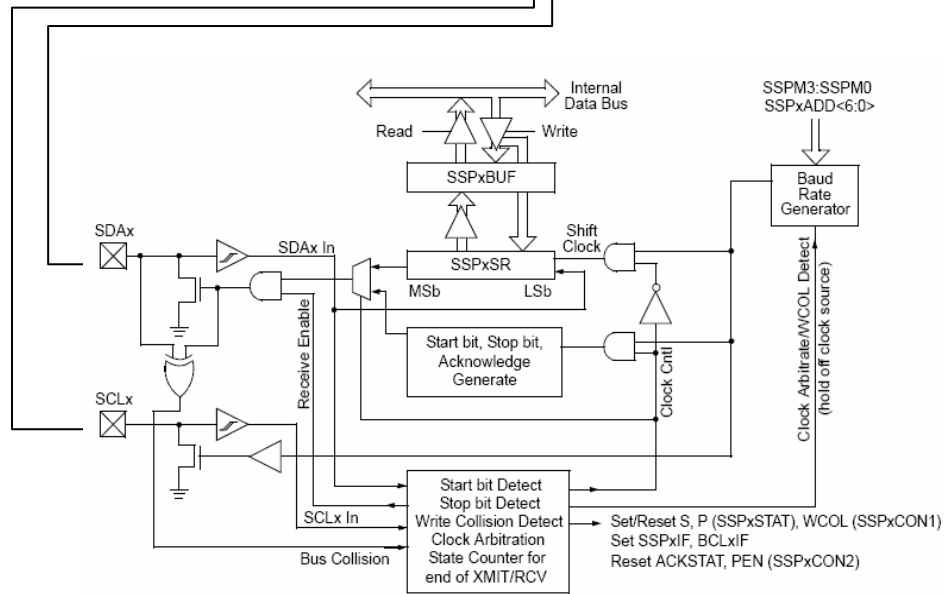 Internal
Data Bus
SSPM3:SSPM0
SSPxADD<6:0>
Read
Write
SSPxBUF
Baud
Rate
Generator
SDAx
SDAx In
Shift
Clock
SSPxSR
MSb
LSb
Start bit, Stop bit,
Acknowledge
Generate
Receive Enable
Clock Cntl
Clock Arbitrate/WCOL Detect
(hold off clock source)
SCLx
SCLx In
Bus Collision
Start bit Detect
Stop bit Detect
Write Collision Detect
Clock Arbitration
State Counter for
end of XMIT/RCV
Set/Reset S, P (SSPxSTAT), WCOL (SSPxCON1)
Set SSPxIF, BCLxIF
Reset ACKSTAT, PEN (SSPxCON2)